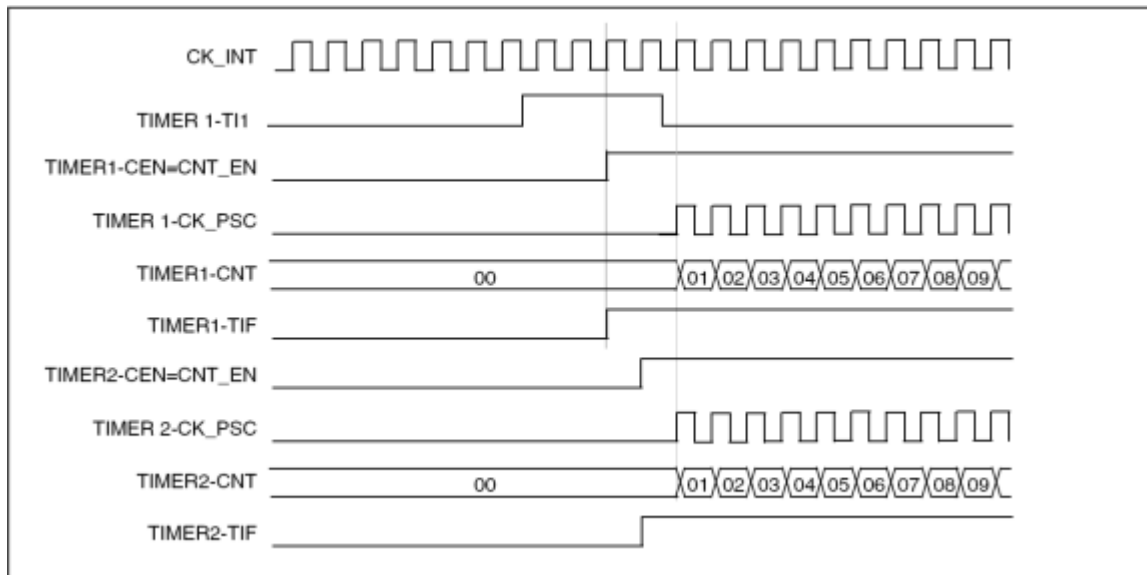 CK_INT
TIMER 1-TI1
TIMER1-CEN=CNT_EN
TIMER 1-CK_PSC
TIMER1-CNT 00 01 02 03 04 05 06 07 08 09
TIMER1-TIF
TIMER2-CEN=CNT_EN
TIMER 2-CK_PSC
TIMER2-CNT 00 01 02 03 04 05 06 07 08 09
TIMER2-TIF